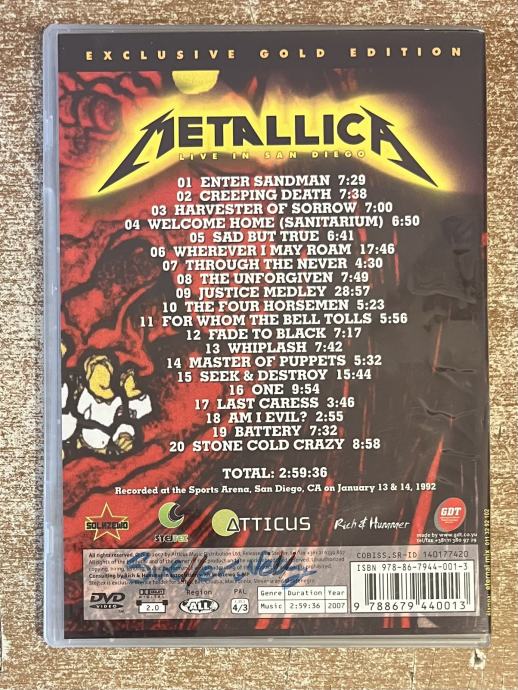 EXCLUSIVE GOLD EDITION
METALLICA
LIVE IN SAN DIEGO
01 ENTER SANDMAN 7:29
02 CREEPING DEATH 7:38
03 HARVESTER OF SORROW 7:00
04 WELCOME HOME (SANITARIUM) 6:50
05 SAD BUT TRUE 6:41
06 WHEREVER I MAY ROAM 17:46
07 THROUGH THE NEVER 4:30
08 THE UNFORGIVEN 7:49
09 JUSTICE MEDLEY 28:57
10 THE FOUR HORSEMEN 5:23
11 FOR WHOM THE BELL TOLLS 5:56
12 FADE TO BLACK 7:17
13 WHIPLASH 7:42
14 MASTER OF PUPPETS 5:32
15 SEEK & DESTROY 15:44
16 ONE 9:54
17 LAST CARESS 3:46
18 AM I EVIL? 2:55
19 BATTERY 7:32
20 STONE COLD CRAZY 8:58
TOTAL: 2:59:36
Recorded at the Sports Arena, San Diego, CA on January 13 & 14, 1992
SOLAZEWO
ATTICUS
Rich & Hummer
GDT
made by www.gdt.co.yu
COBISS.SR-ID 140177420
ISBN 978-86-7944-001-3
DVD VIDEO
2.0
Region
ALL
PAL
4/3
Genre Duration Year
Music 2:59:36 2007
9 788679 440013